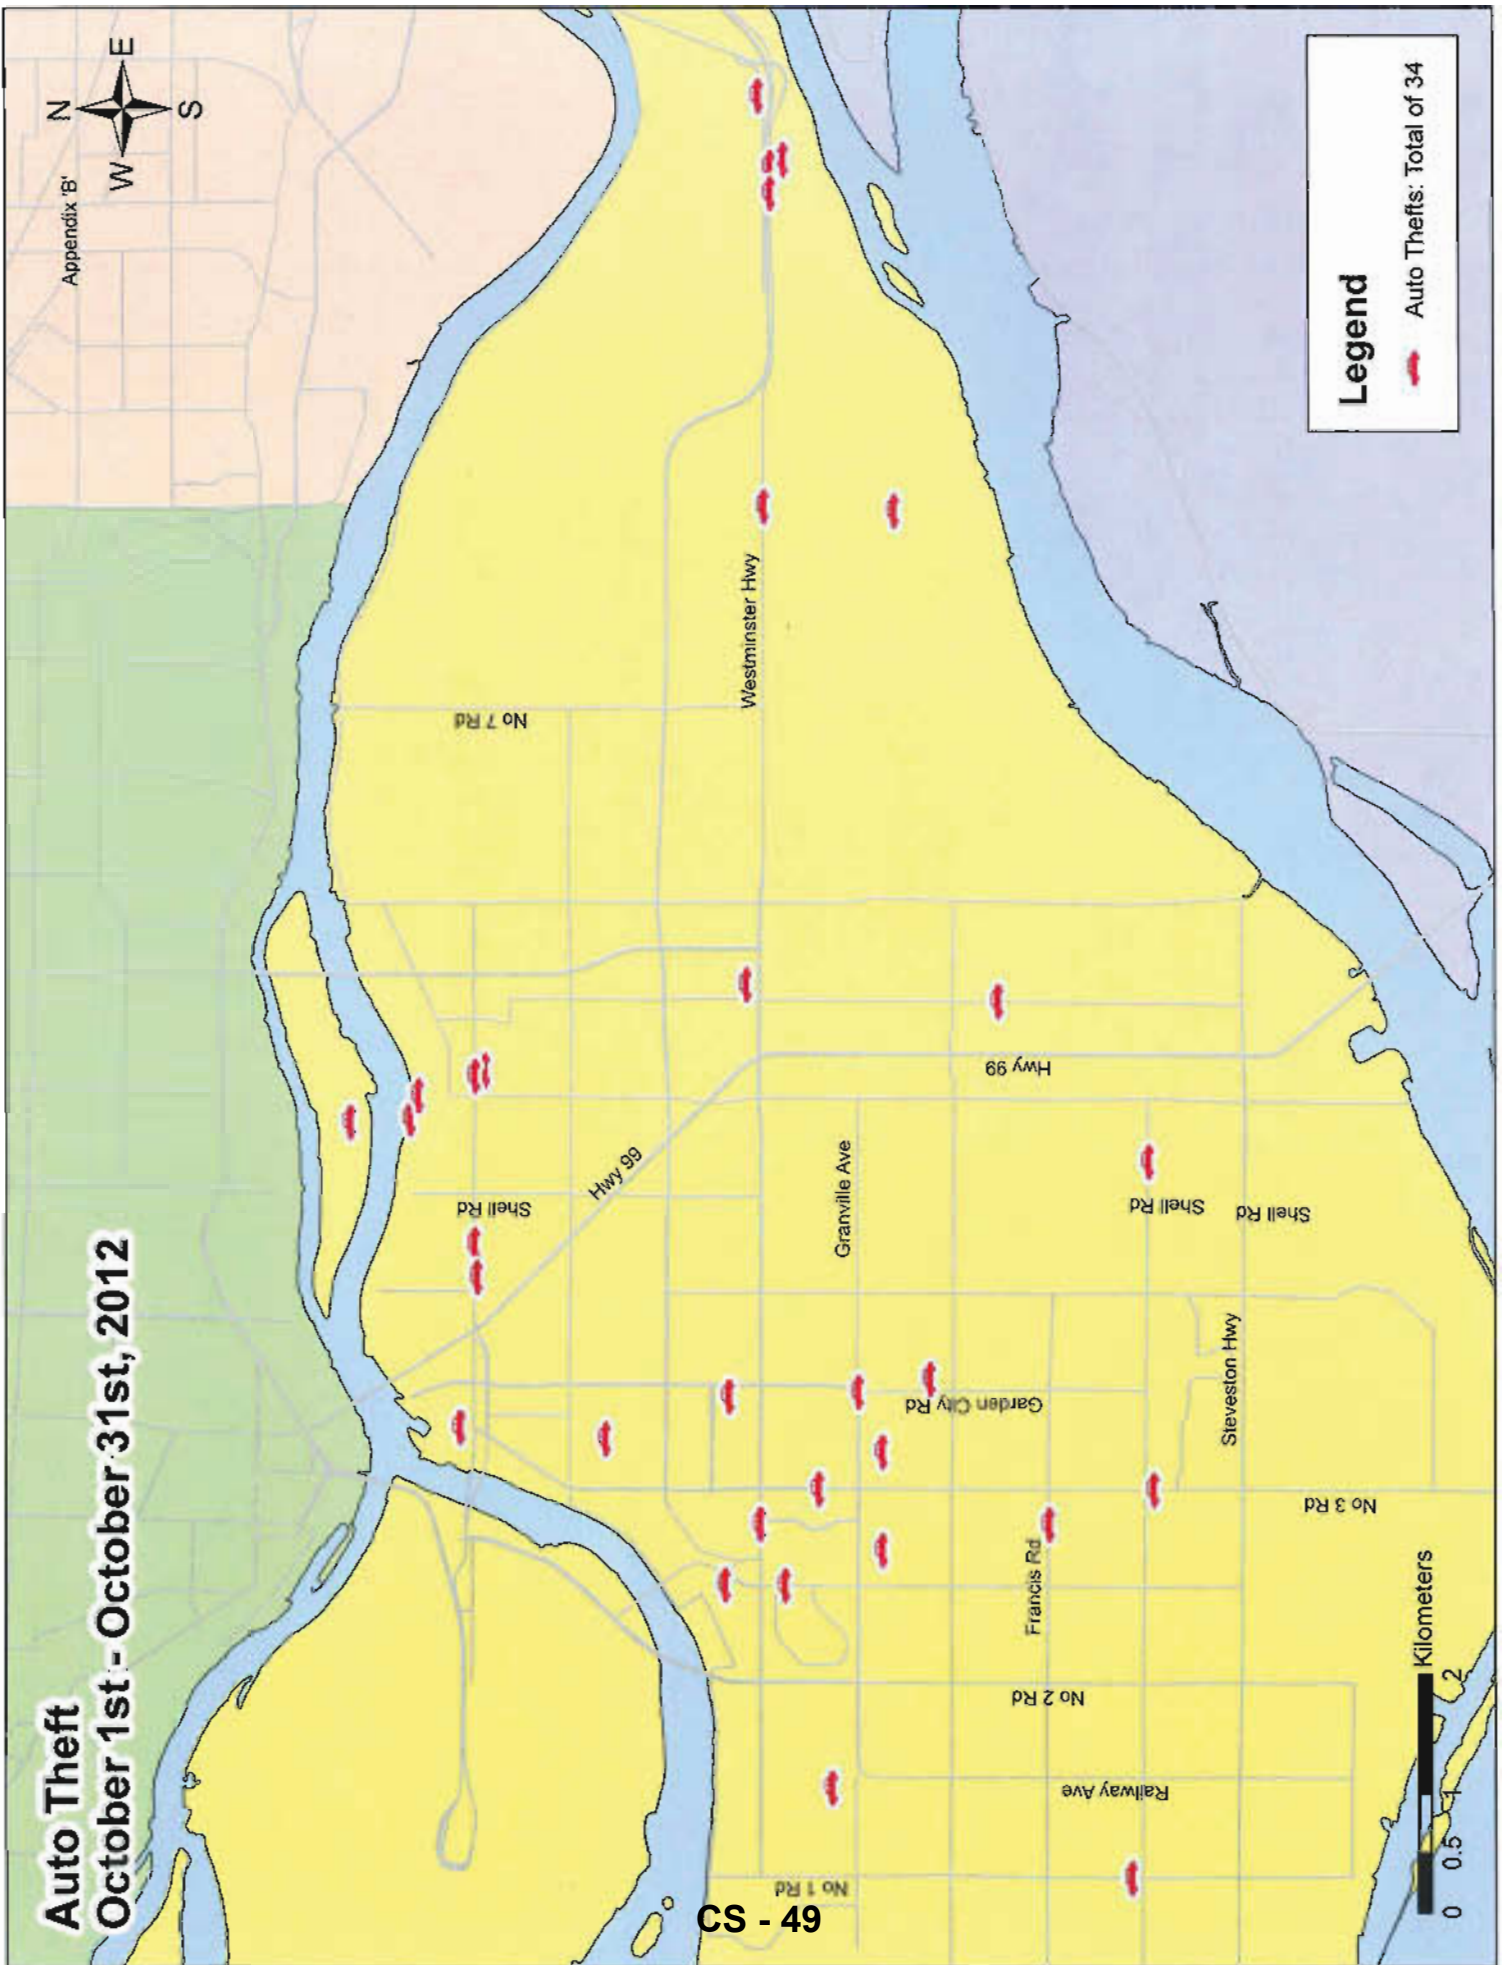 Auto Theft
October 1st - October 31st, 2012
Appendix 'B'
N
W
E
S
No 7 Rd
Westminster Hwy
Hwy 99
Shell Rd
Hwy 99
Granville Ave
Shell Rd
Shell Rd
Garden City Rd
Steveston Hwy
No 3 Rd
Francis Rd
No 2 Rd
Railway Ave
No 1 Rd
Legend
Auto Thefts: Total of 34
Kilometers
0 0.5 1 2
CS - 49